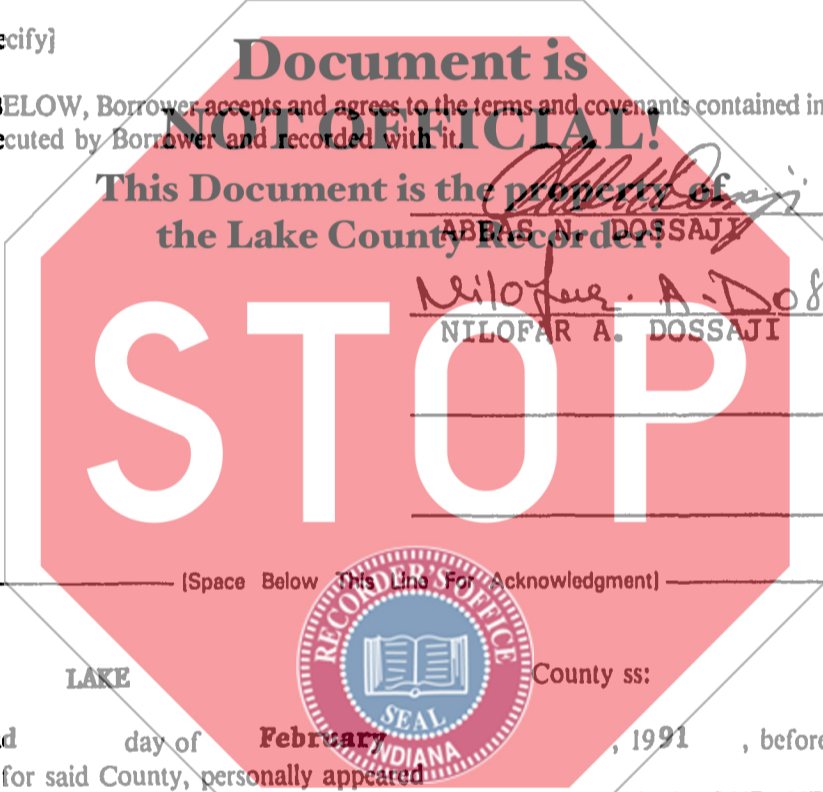 ecify]
Document is
BELOW, Borrower accepts and agrees to the terms and covenants contained in
NOT OFFICIAL!
ecuted by Borrower and recorded with it.
This Document is the property of
the Lake County Recorder!
ABBAS N. DOSSAJI
Nilofar. A. Dos
NILOFAR A. DOSSAJI
STOP
[Space Below This Line For Acknowledgment]
RECORDER'S OFFICE
SEAL
INDIANA
LAKE County ss:
d day of February , 1991 , before
for said County, personally appeared